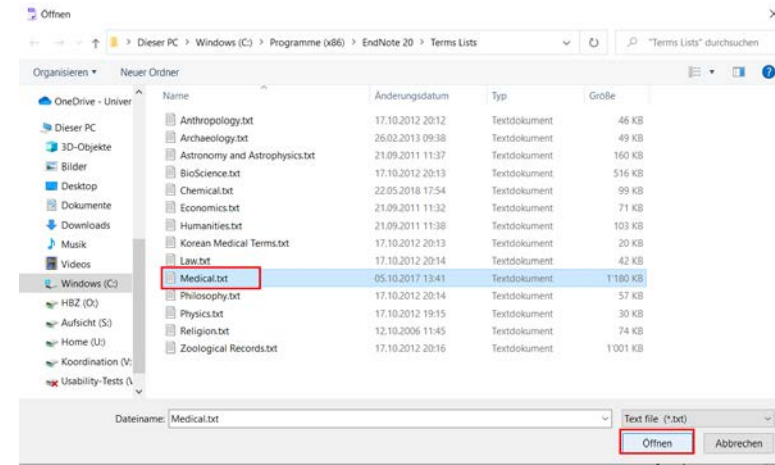 Öffnen
Dieser PC > Windows (C:) > Programme (x86) > EndNote 20 > Terms Lists
"Terms Lists" durchsuchen
Organisieren Neuer Ordner
Name Änderungsdatum Typ Größe
OneDrive - Univer
Dieser PC
3D-Objekte
Bilder
Desktop
Dokumente
Downloads
Musik
Videos
Windows (C:)
HBZ (O:)
Aufsicht (S:)
Home (U:)
Koordination (V:
Usability-Tests (\
Anthropology.txt 17.10.2012 20:12 Textdokument 46 KB
Archaeology.txt 26.02.2013 09:38 Textdokument 49 KB
Astronomy and Astrophysics.txt 21.09.2011 11:37 Textdokument 160 KB
BioScience.txt 17.10.2012 20:13 Textdokument 516 KB
Chemical.txt 22.05.2018 17:54 Textdokument 99 KB
Economics.txt 21.09.2011 11:32 Textdokument 71 KB
Humanities.txt 21.09.2011 11:38 Textdokument 103 KB
Korean Medical Terms.txt 17.10.2012 20:13 Textdokument 20 KB
Law.txt 17.10.2012 20:14 Textdokument 42 KB
Medical.txt 05.10.2017 13:41 Textdokument 1'180 KB
Philosophy.txt 17.10.2012 20:14 Textdokument 57 KB
Physics.txt 17.10.2012 19:15 Textdokument 30 KB
Religion.txt 12.10.2006 11:45 Textdokument 74 KB
Zoological Records.txt 17.10.2012 20:16 Textdokument 1'001 KB
Dateiname: Medical.txt Text file (*.txt)
Öffnen Abbrechen